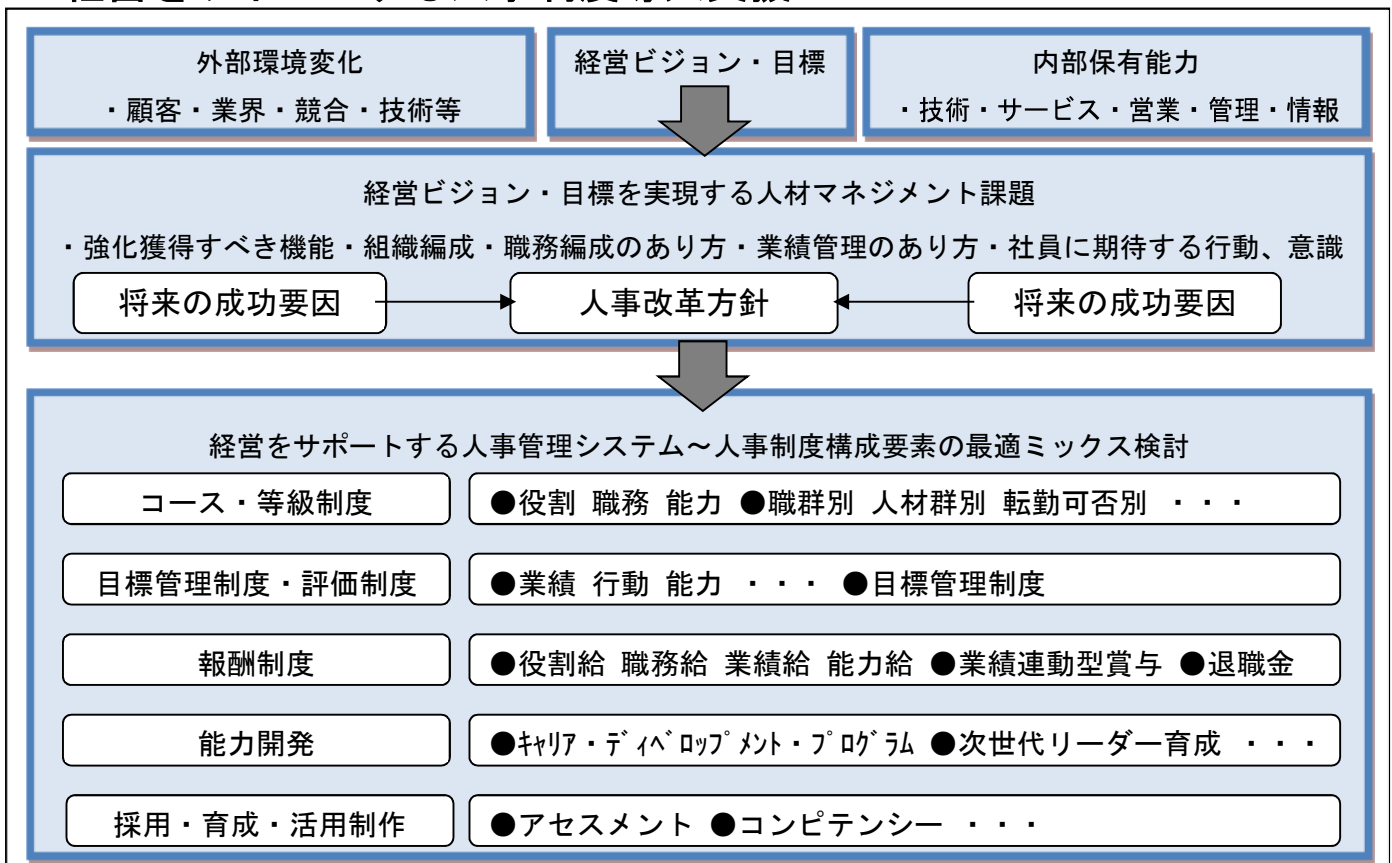 外部環境変化
・顧客・業界・競合・技術等
経営ビジョン・目標
内部保有能力
・技術・サービス・営業・管理・情報
経営ビジョン・目標を実現する人材マネジメント課題
・強化獲得すべき機能・組織編成・職務編成のあり方・業績管理のあり方・社員に期待する行動、意識
将来の成功要因
人事改革方針
将来の成功要因
経営をサポートする人事管理システム～人事制度構成要素の最適ミックス検討
コース・等級制度
●役割 職務 能力 ●職群別 人材群別 転勤可否別 ・・・
目標管理制度・評価制度
●業績 行動 能力 ・・・ ●目標管理制度
報酬制度
●役割給 職務給 業績給 能力給 ●業績連動型賞与 ●退職金
能力開発
●ｷｬﾘｱ・ﾃﾞｨﾍﾞﾛｯﾌﾟﾒﾝﾄ・ﾌﾟﾛｸﾞﾗﾑ ●次世代リーダー育成 ・・・
採用・育成・活用制作
●アセスメント ●コンピテンシー ・・・